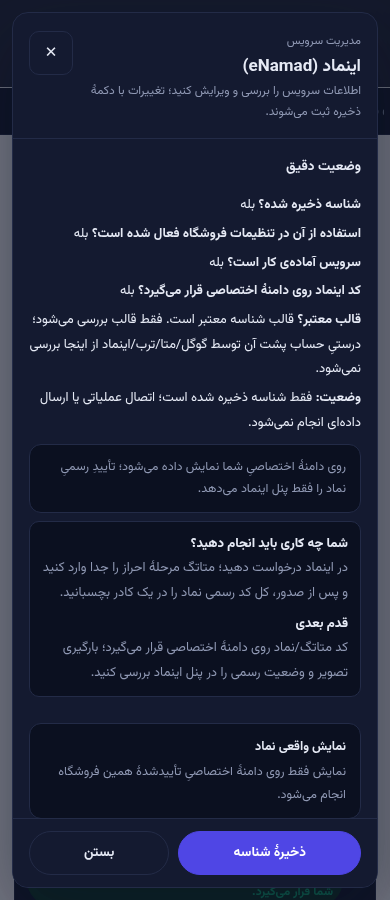 مدیریت سرویس
اینماد (eNamad)
اطلاعات سرویس را بررسی و ویرایش کنید؛ تغییرات با دکمهٔ
ذخیره ثبت می‌شوند.
وضعیت دقیق
شناسه ذخیره شده؟ بله
استفاده از آن در تنظیمات فروشگاه فعال شده است؟ بله
سرویس آماده‌ی کار است؟ بله
کد اینماد روی دامنهٔ اختصاصی قرار می‌گیرد؟ بله
قالب معتبر؟ قالب شناسه معتبر است. فقط قالب بررسی می‌شود؛
درستیِ حساب پشت آن توسط گوگل/متا/ترب/اینماد از اینجا بررسی
نمی‌شود.
وضعیت: فقط شناسه ذخیره شده است؛ اتصال عملیاتی یا ارسال
داده‌ای انجام نمی‌شود.
روی دامنهٔ اختصاصیِ شما نمایش داده می‌شود؛ تأییدِ رسمیِ
نماد را فقط پنل اینماد می‌دهد.
شما چه کاری باید انجام دهید؟
در اینماد درخواست دهید؛ متاتگ مرحلهٔ احراز را جدا وارد کنید
و پس از صدور، کل کد رسمی نماد را در یک کادر بچسبانید.
قدم بعدی
کد متاتگ/نماد روی دامنهٔ اختصاصی قرار می‌گیرد؛ بارگیری
تصویر و وضعیت رسمی را در پنل اینماد بررسی کنید.
نمایش واقعی نماد
نمایش فقط روی دامنهٔ اختصاصیِ تأییدشدهٔ همین فروشگاه
انجام می‌شود.
ذخیرهٔ شناسه
بستن
شما قرار می‌گیرد.